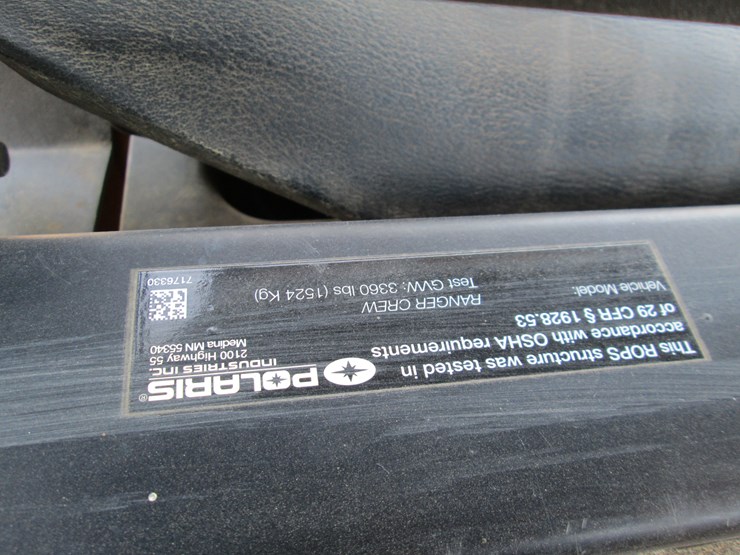 This ROPS structure was tested in
accordance with OSHA requirements
of 29 CFR § 1928.53
Vehicle Model: RANGER CREW
Test GVW: 3360 lbs (1524 Kg)
POLARIS®
INDUSTRIES INC.
2100 Highway 55
Medina MN 55340
7176330